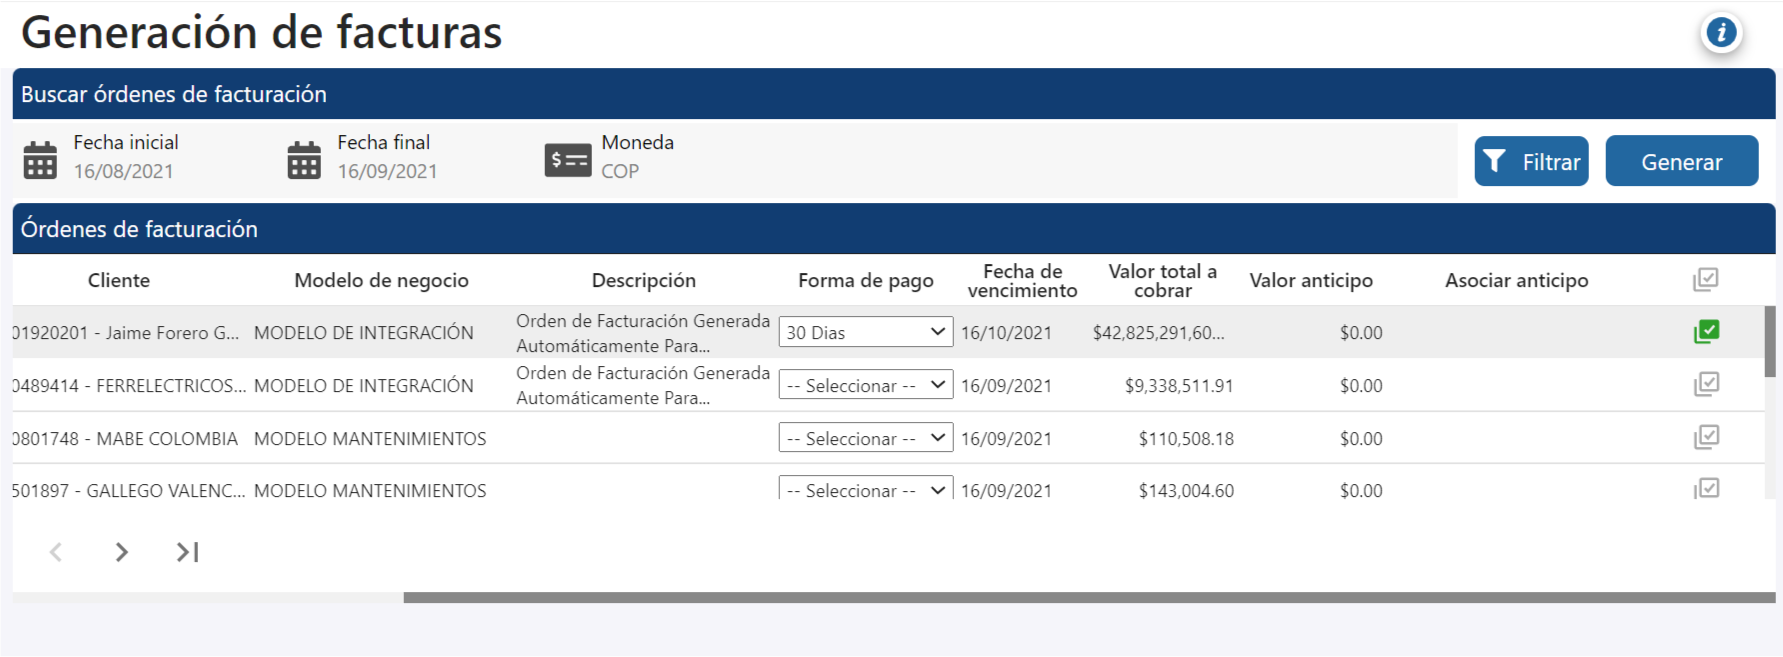 Generación de facturas
i
Buscar órdenes de facturación
Fecha inicial
16/08/2021
Fecha final
16/09/2021
$
Moneda
COP
Filtrar
Generar
Órdenes de facturación
Cliente
Modelo de negocio
Descripción
Forma de pago
Fecha de
vencimiento
Valor total a
cobrar
Valor anticipo
Asociar anticipo
01920201 - Jaime Forero G...
MODELO DE INTEGRACIÓN
Orden de Facturación Generada
Automáticamente Para...
30 Dias
16/10/2021
$42,825,291,60...
$0.00
0489414 - FERRELECTRICOS...
MODELO DE INTEGRACIÓN
Orden de Facturación Generada
Automáticamente Para...
-- Seleccionar --
16/09/2021
$9,338,511.91
$0.00
0801748 - MABE COLOMBIA
MODELO MANTENIMIENTOS
-- Seleccionar --
16/09/2021
$110,508.18
$0.00
501897 - GALLEGO VALENC...
MODELO MANTENIMIENTOS
-- Seleccionar --
16/09/2021
$143,004.60
$0.00